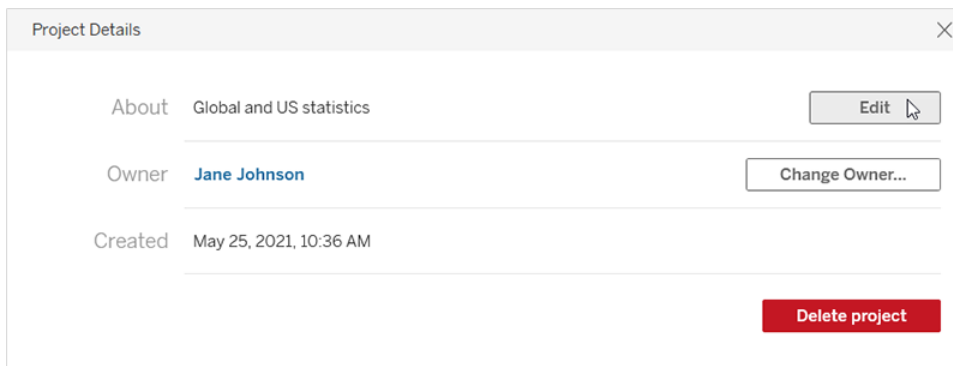 Project Details
About Global and US statistics Edit
Owner Jane Johnson Change Owner...
Created May 25, 2021, 10:36 AM
Delete project